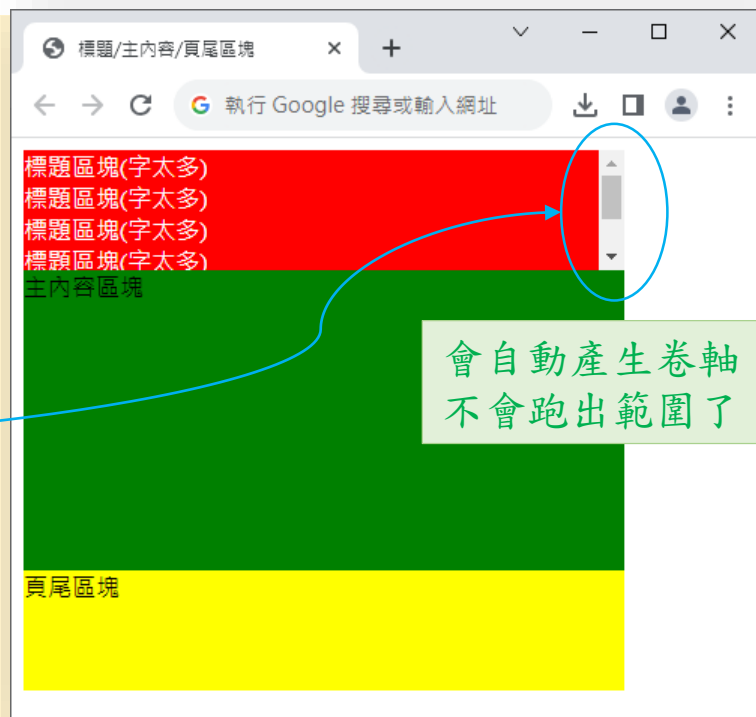 標題/主內容/頁尾區塊
執行 Google 搜尋或輸入網址
標題區塊(字太多)
標題區塊(字太多)
標題區塊(字太多)
標題區塊(字太多)
主內容區塊
會自動產生卷軸
不會跑出範圍了
頁尾區塊